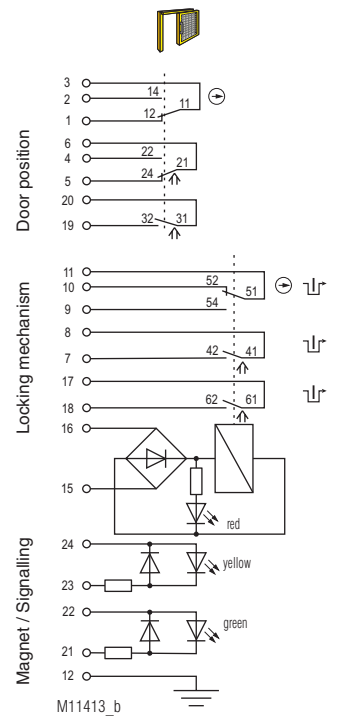 Door position
3
2 14
11
1 12
6
4 22
21
5 24
20
19 32 31
Locking mechanism
11
10 52
51
9 54
8
7 42 41
17
18 62 61
16
15
red
Magnet / Signalling
24
yellow
23
22
green
21
12
M11413_b